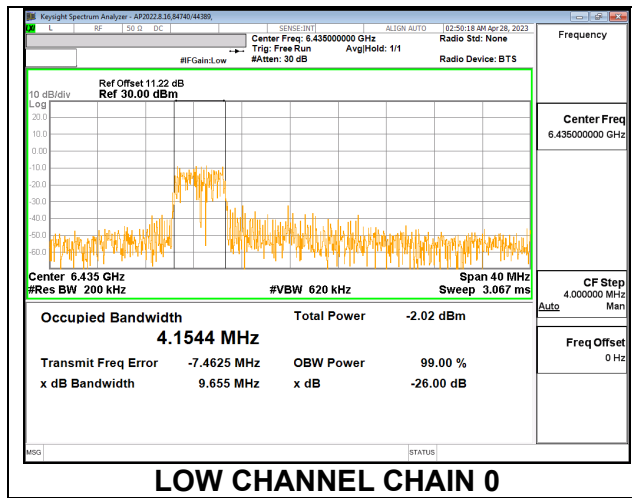 Keysight Spectrum Analyzer - AP2022.8.16,84740/44389,
LXI L RF 50 Ω DC SENSE:INT ALIGN AUTO 02:50:18 AM Apr 28, 2023
Center Freq: 6.435000000 GHz Radio Std: None
Trig: Free Run Avg|Hold: 1/1
#IFGain:Low #Atten: 30 dB Radio Device: BTS
Frequency
Ref Offset 11.22 dB
10 dB/div Ref 30.00 dBm
Log
20.0
10.0
0.00
-10.0
-20.0
-30.0
-40.0
-50.0
-60.0
Center 6.435 GHz Span 40 MHz
#Res BW 200 kHz #VBW 620 kHz Sweep 3.067 ms
Center Freq
6.435000000 GHz
CF Step
4.000000 MHz
Auto Man
Freq Offset
0 Hz
Occupied Bandwidth Total Power -2.02 dBm
4.1544 MHz
Transmit Freq Error -7.4625 MHz OBW Power 99.00 %
x dB Bandwidth 9.655 MHz x dB -26.00 dB
MSG STATUS
LOW CHANNEL CHAIN 0